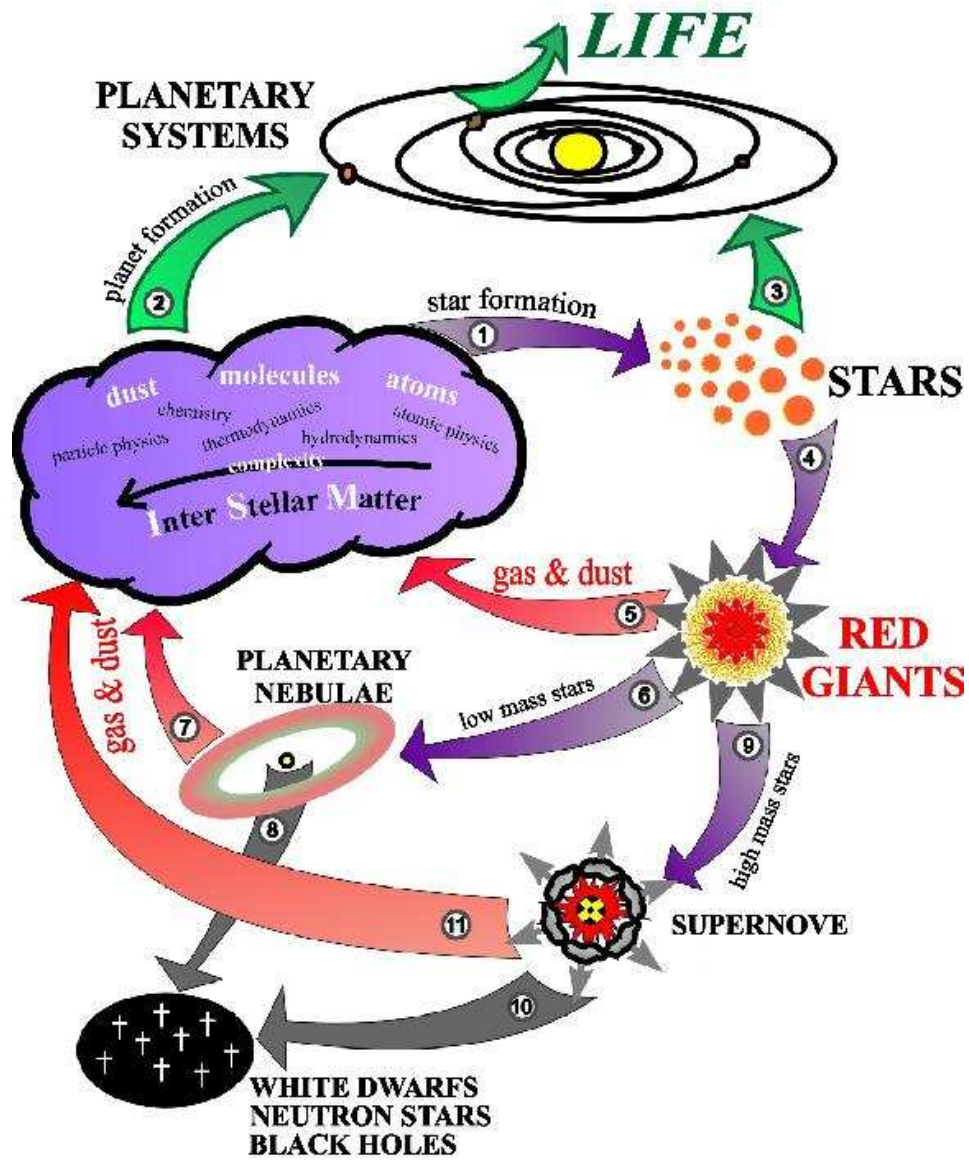 LIFE
PLANETARY
SYSTEMS
planet formation
2
star formation
1
3
STARS
dust molecules atoms
chemistry
particle physics thermodynamics hydrodynamics atomic physics
complexity
Inter Stellar Matter
4
gas & dust
5
RED
GIANTS
gas & dust
PLANETARY
NEBULAE
low mass stars
6
7
8
9
high mass stars
SUPERNOVE
11
10
WHITE DWARFS
NEUTRON STARS
BLACK HOLES